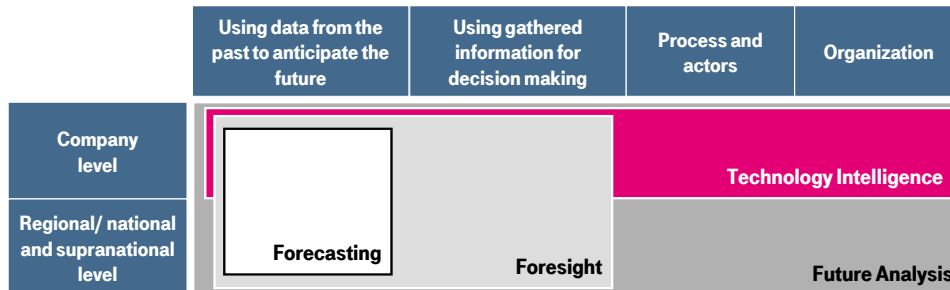 Using data from the
past to anticipate the
future
Using gathered
information for
decision making
Process and
actors
Organization
Company
level
Technology Intelligence
Regional/ national
and supranational
level
Forecasting
Foresight
Future Analysis